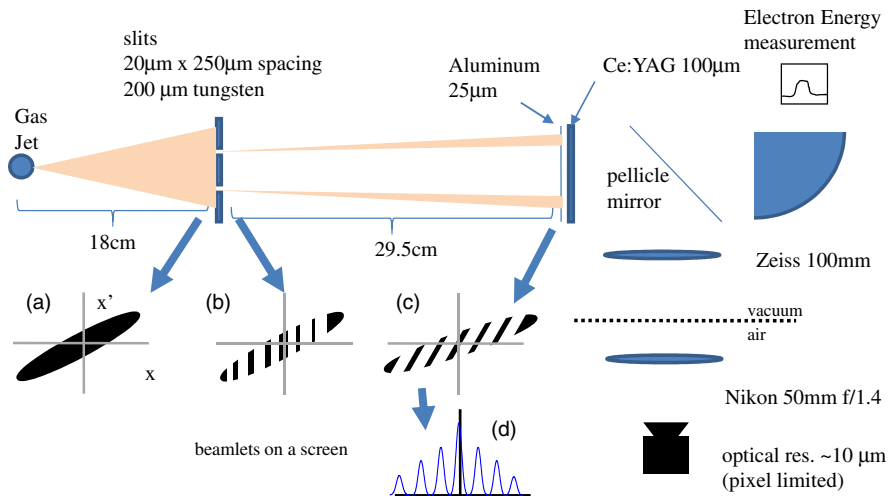 Electron Energy
measurement
slits
20μm x 250μm spacing
200 μm tungsten
Aluminum
25μm
Ce:YAG 100μm
Gas
Jet
pellicle
mirror
18cm
29.5cm
Zeiss 100mm
(a)
x'
x
(b)
(c)
vacuum
air
(d)
beamlets on a screen
Nikon 50mm f/1.4
optical res. ~10 μm
(pixel limited)